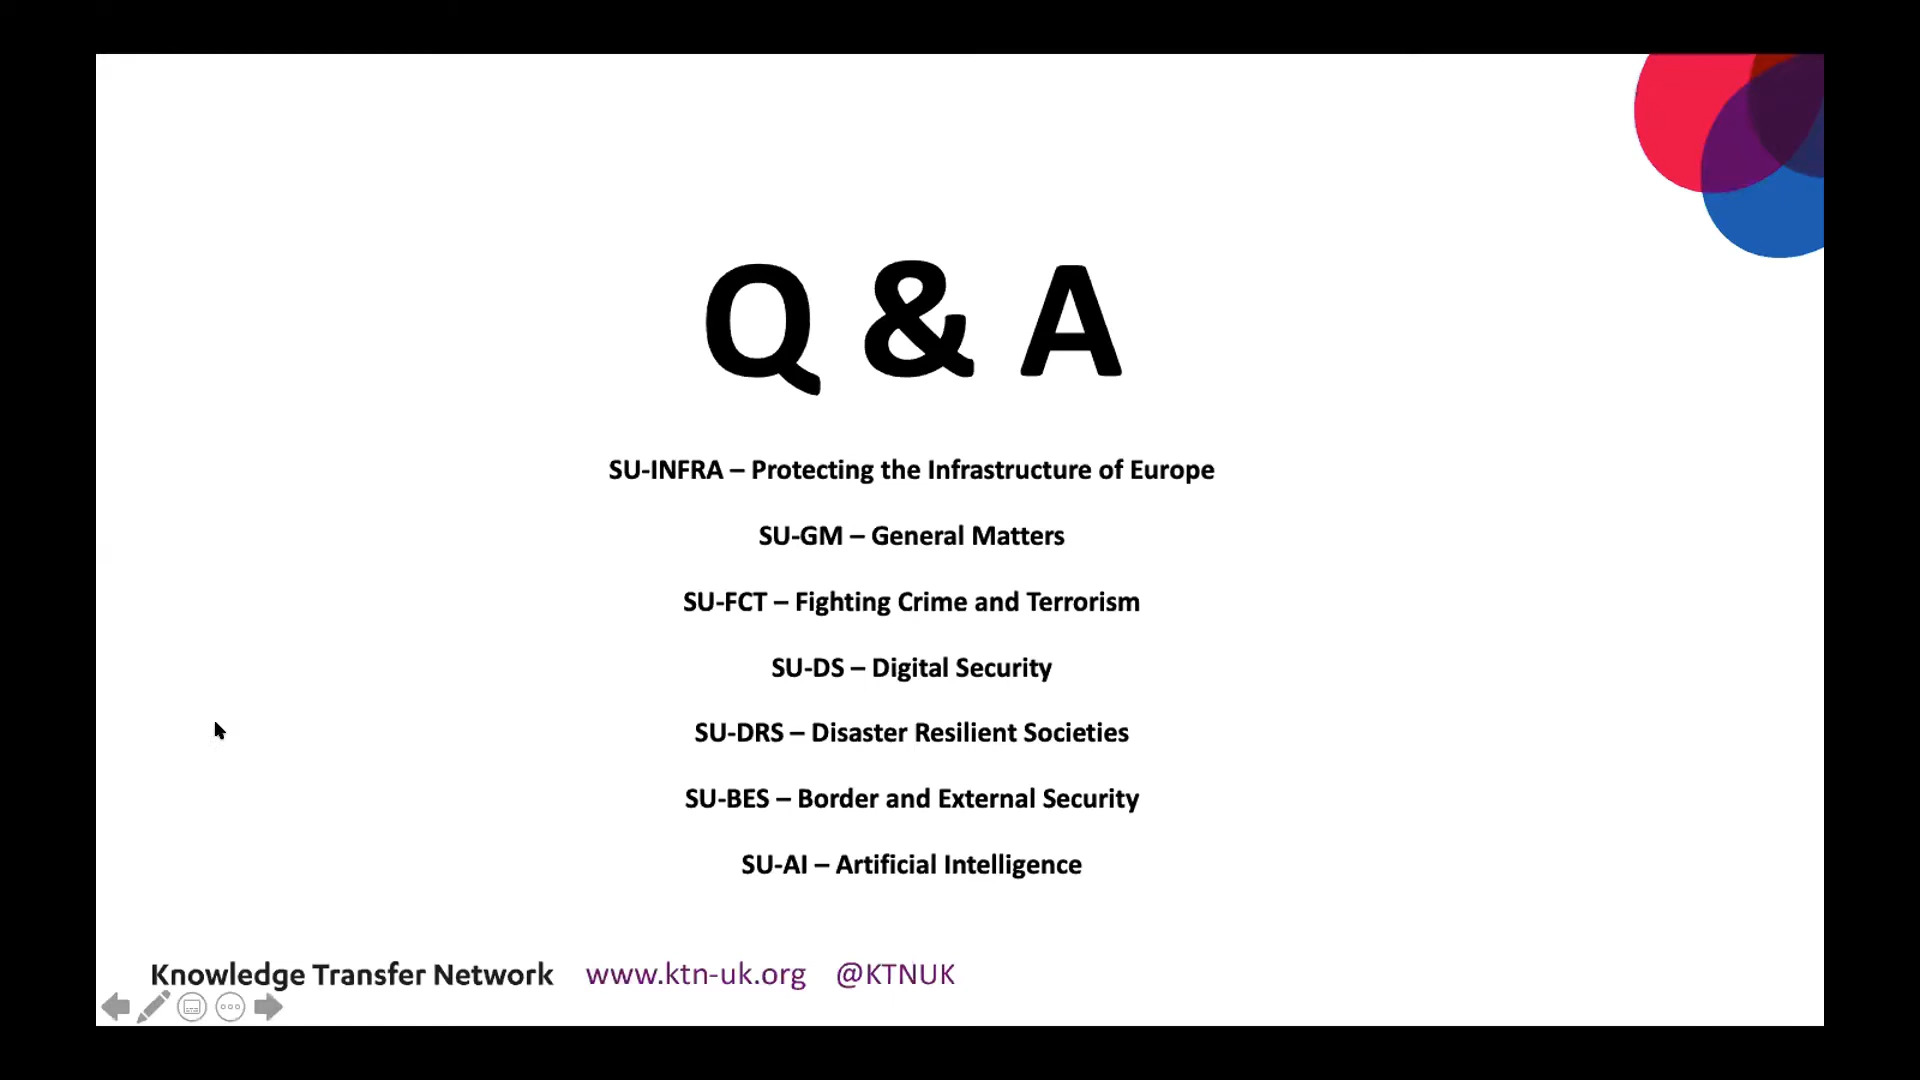 Q & A
SU-INFRA – Protecting the Infrastructure of Europe
SU-GM – General Matters
SU-FCT – Fighting Crime and Terrorism
SU-DS – Digital Security
SU-DRS – Disaster Resilient Societies
SU-BES – Border and External Security
SU-AI – Artificial Intelligence
Knowledge Transfer Network www.ktn-uk.org @KTNUK